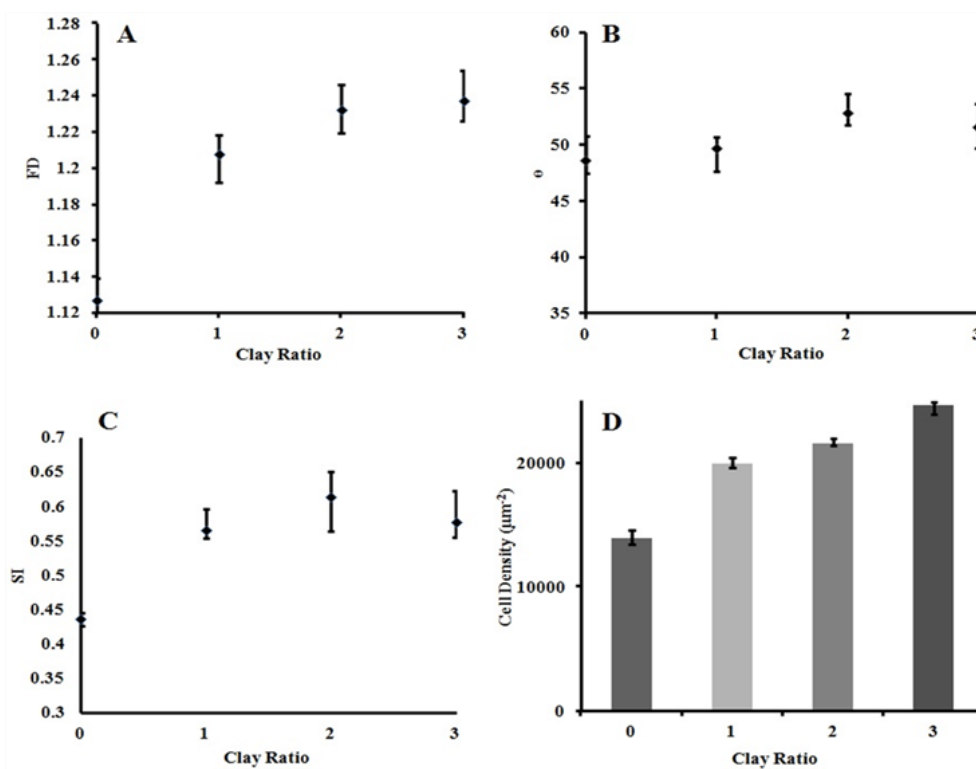 A
1.28
1.26
1.24
1.22
1.2
1.18
1.16
1.14
1.12
FD
0 1 2 3
Clay Ratio
B
60
55
50
45
40
35
θ
0 1 2 3
Clay Ratio
C
0.7
0.65
0.6
0.55
0.5
0.45
0.4
0.35
0.3
SI
0 1 2 3
Clay Ratio
D
20000
10000
0
Cell Density (µm-2)
0 1 2 3
Clay Ratio